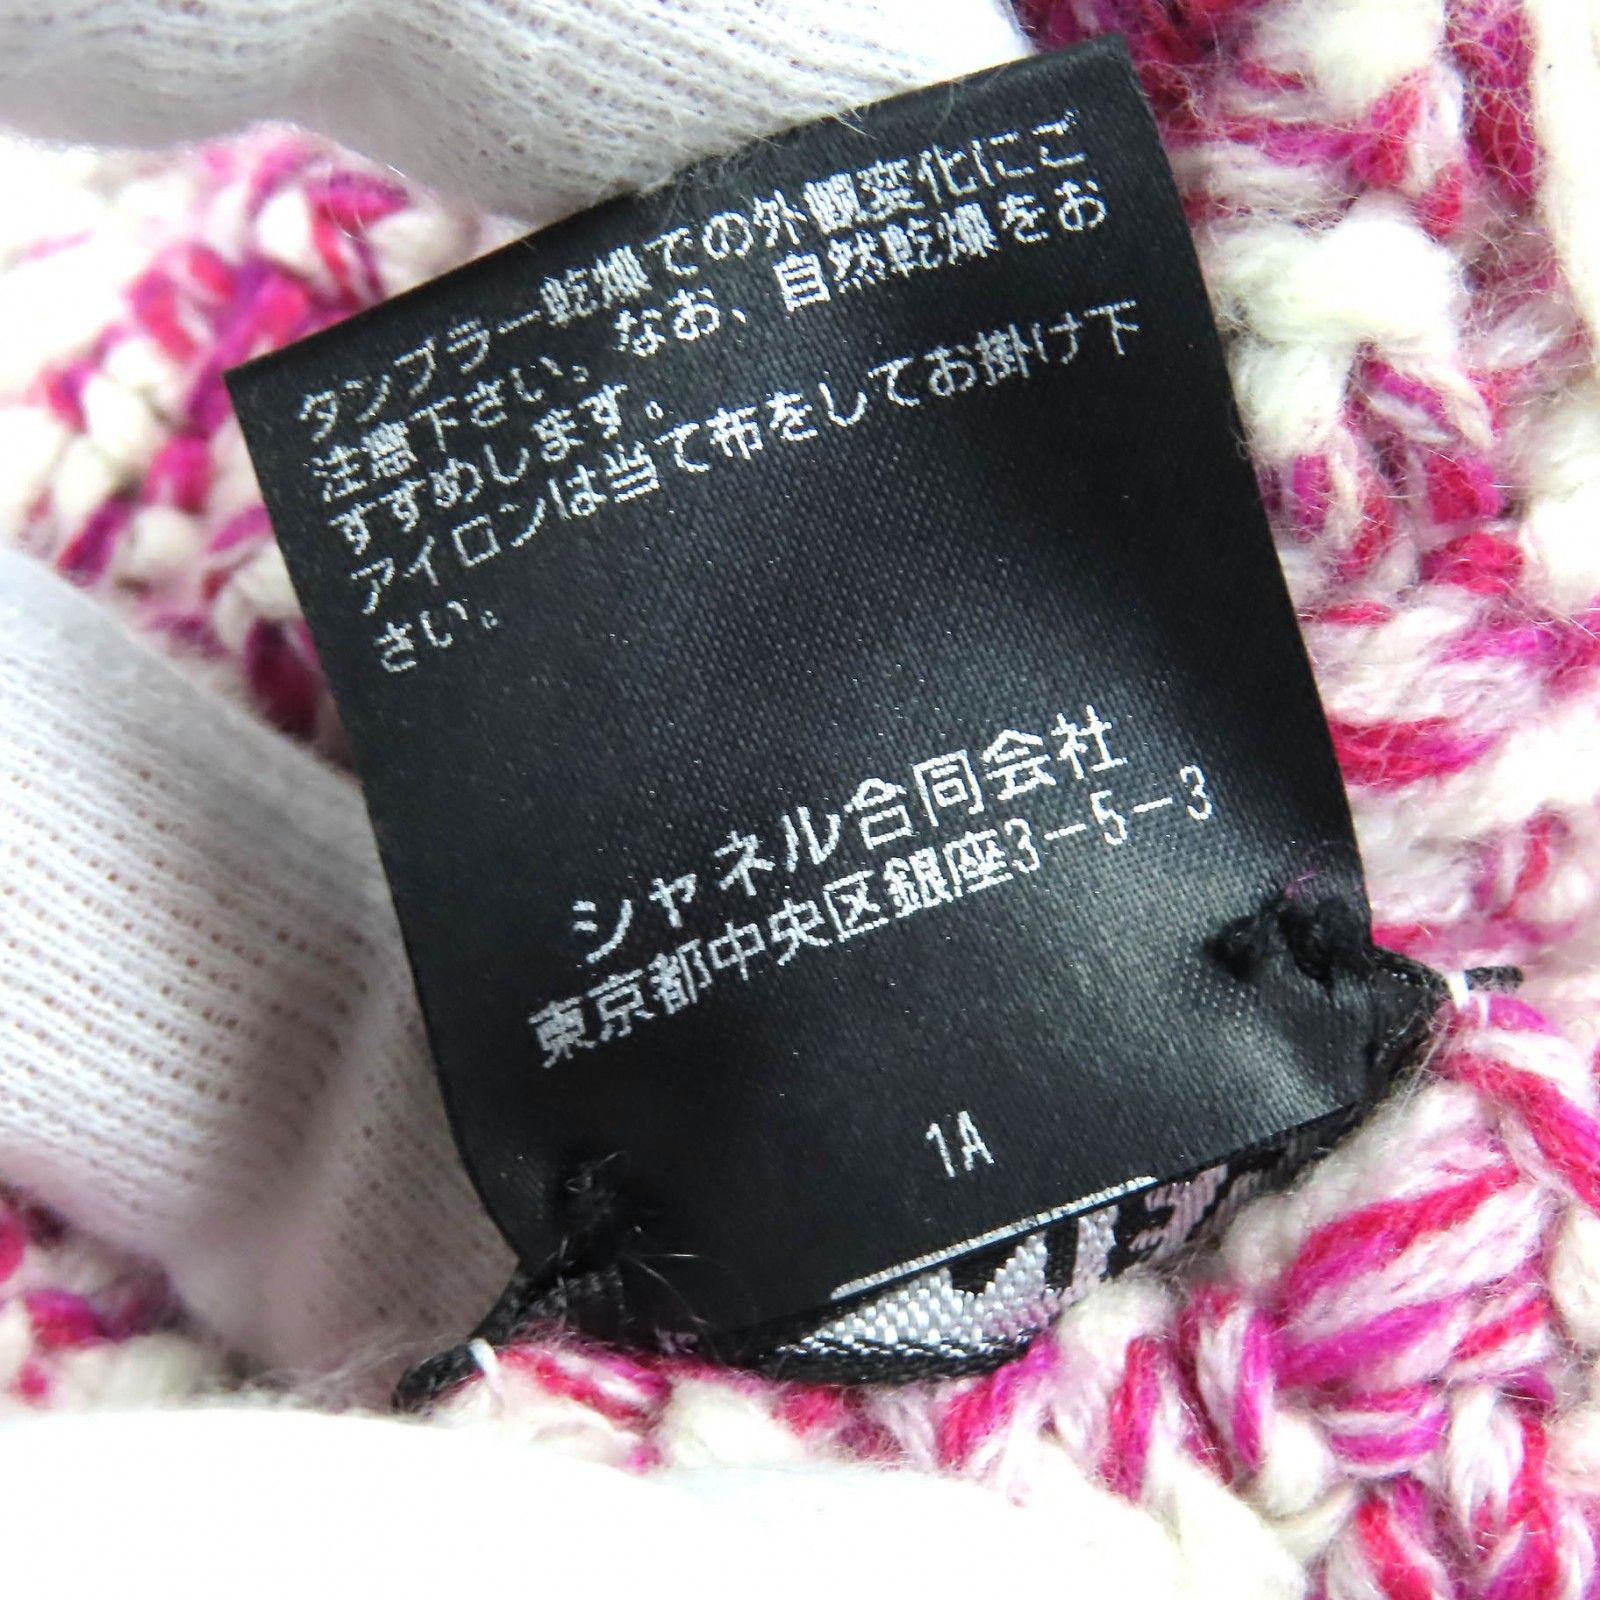 タンブラー乾燥での外観変化にご
注意下さい。なお、自然乾燥をお
すすめします。
アイロンは当て布をしてお掛け下
さい。
シャネル合同会社
東京都中央区銀座3-5-3
1A